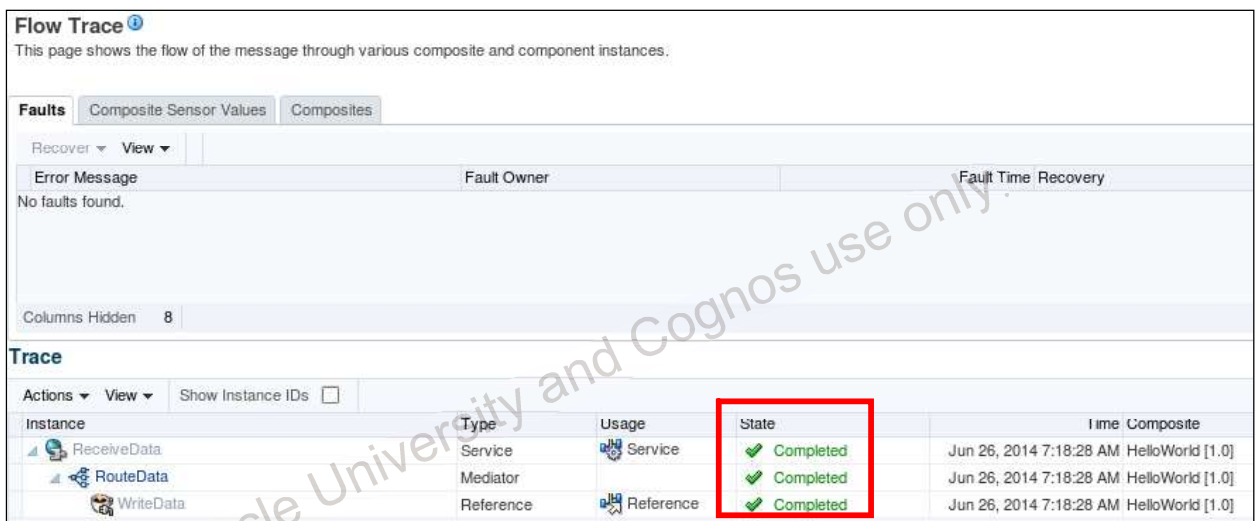 Flow Trace
This page shows the flow of the message through various composite and component instances.
Faults Composite Sensor Values Composites
Recover View
Error Message Fault Owner Fault Time Recovery
No faults found.
Columns Hidden 8
Trace
Actions View Show Instance IDs
Instance Type Usage State Time Composite
ReceiveData Service Service Completed Jun 26, 2014 7:18:28 AM HelloWorld [1.0]
RouteData Mediator Completed Jun 26, 2014 7:18:28 AM HelloWorld [1.0]
WriteData Reference Reference Completed Jun 26, 2014 7:18:28 AM HelloWorld [1.0]
University and Cognos use only.